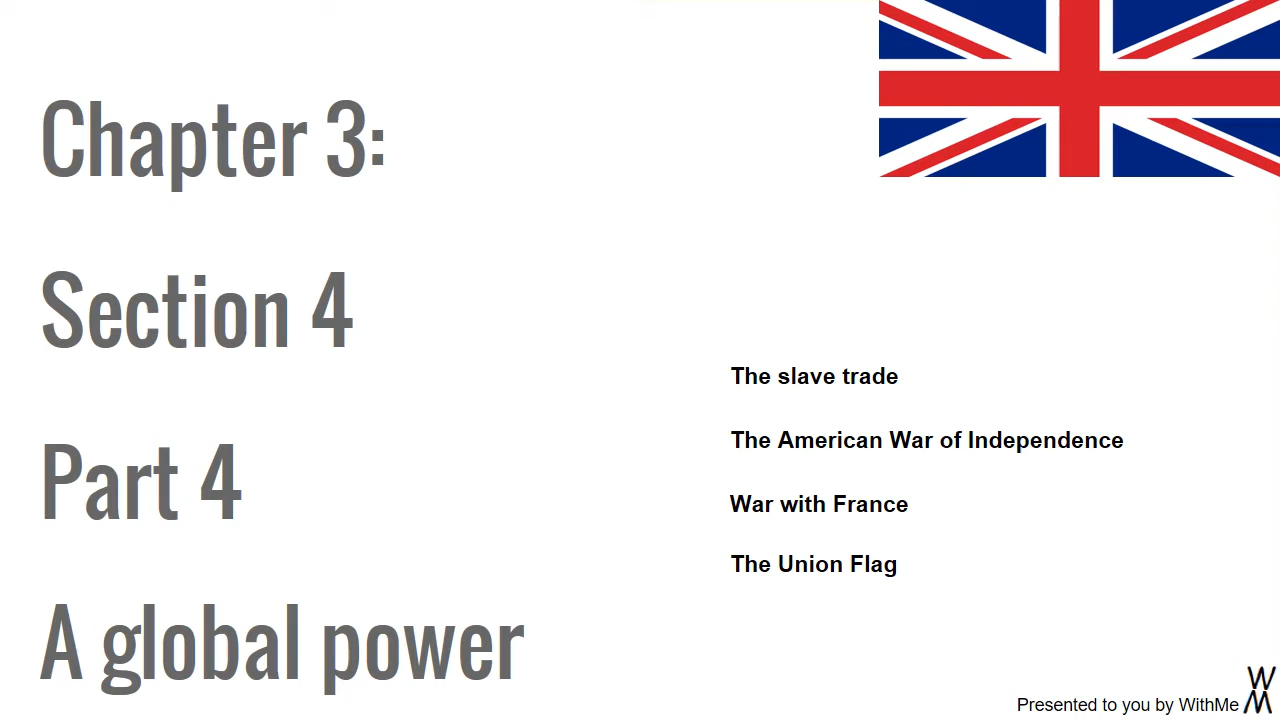 Chapter 3:
Section 4
Part 4
A global power
The slave trade
The American War of Independence
War with France
The Union Flag
Presented to you by WithMe
W
M